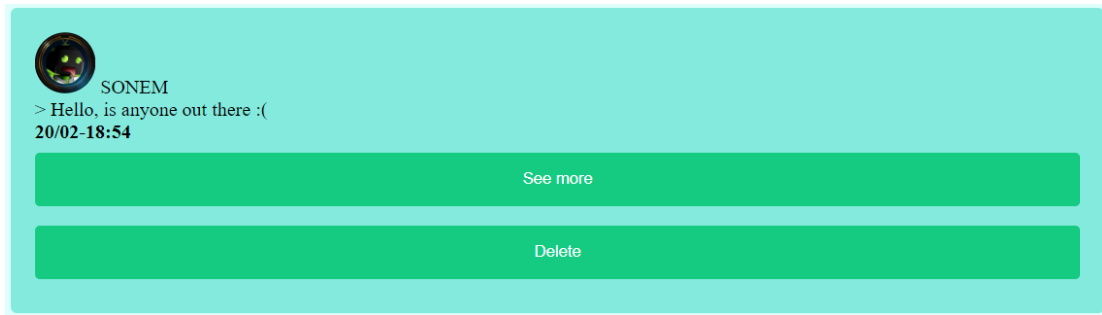 SONEM
> Hello, is anyone out there :(
20/02-18:54
See more
Delete